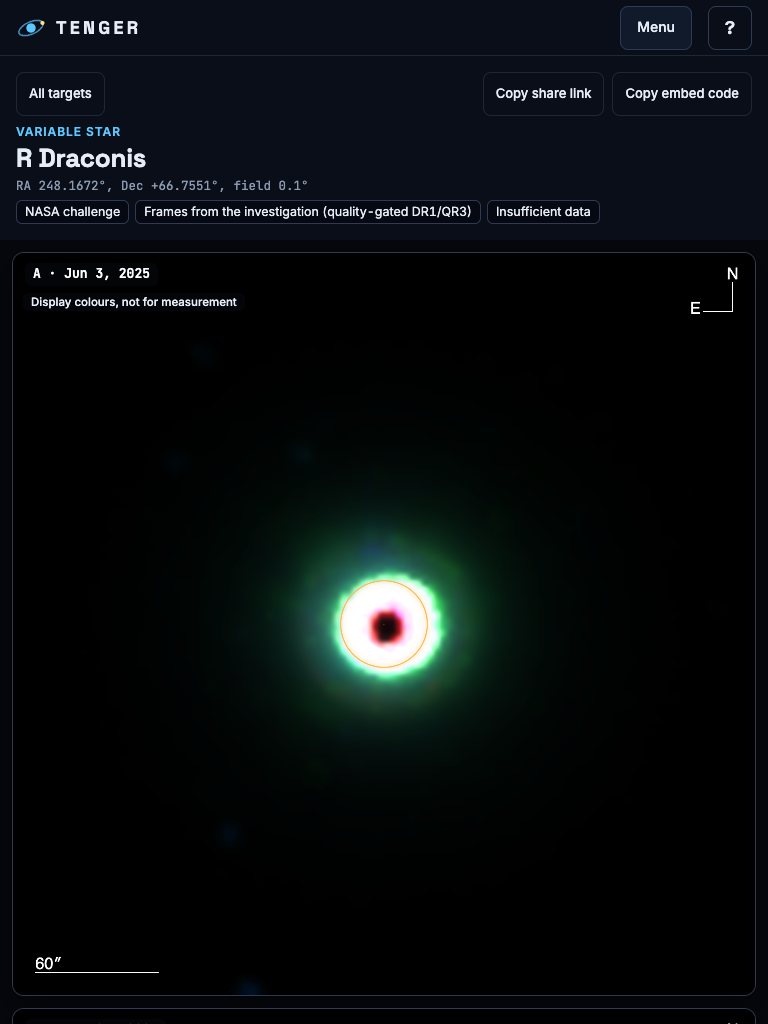 TENGER
Menu
?
All targets
Copy share link
Copy embed code
VARIABLE STAR
R Draconis
RA 248.1672°, Dec +66.7551°, field 0.1°
NASA challenge
Frames from the investigation (quality-gated DR1/QR3)
Insufficient data
A · Jun 3, 2025
Display colours, not for measurement
N
E
60″